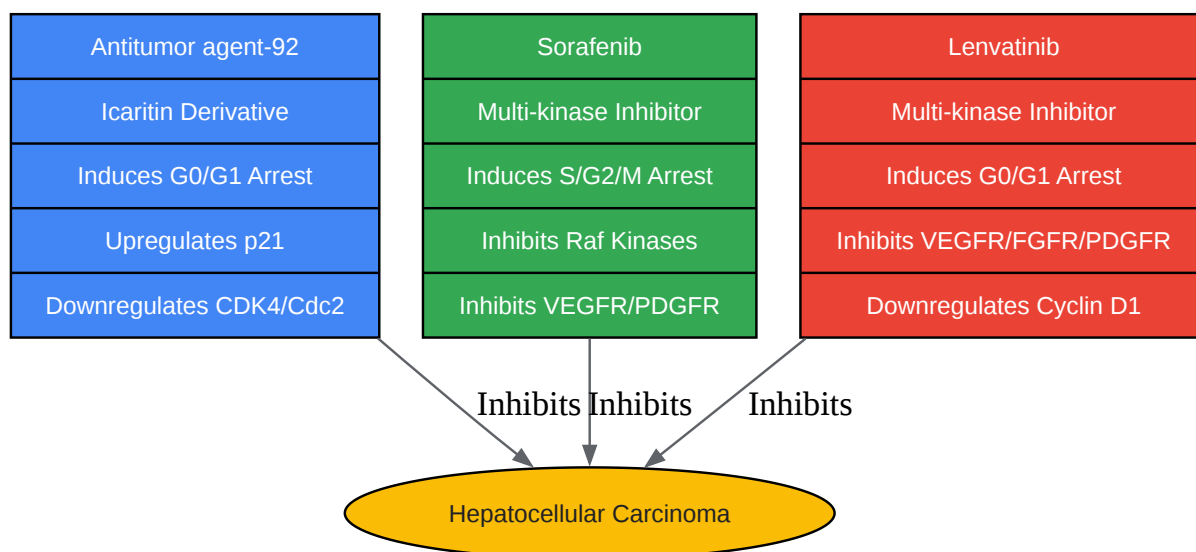 Antitumor agent-92
Icaritin Derivative
Induces G0/G1 Arrest
Upregulates p21
Downregulates CDK4/Cdc2
Sorafenib
Multi-kinase Inhibitor
Induces S/G2/M Arrest
Inhibits Raf Kinases
Inhibits VEGFR/PDGFR
Lenvatinib
Multi-kinase Inhibitor
Induces G0/G1 Arrest
Inhibits VEGFR/FGFR/PDGFR
Downregulates Cyclin D1
Inhibits
Inhibits
Inhibits
Hepatocellular Carcinoma